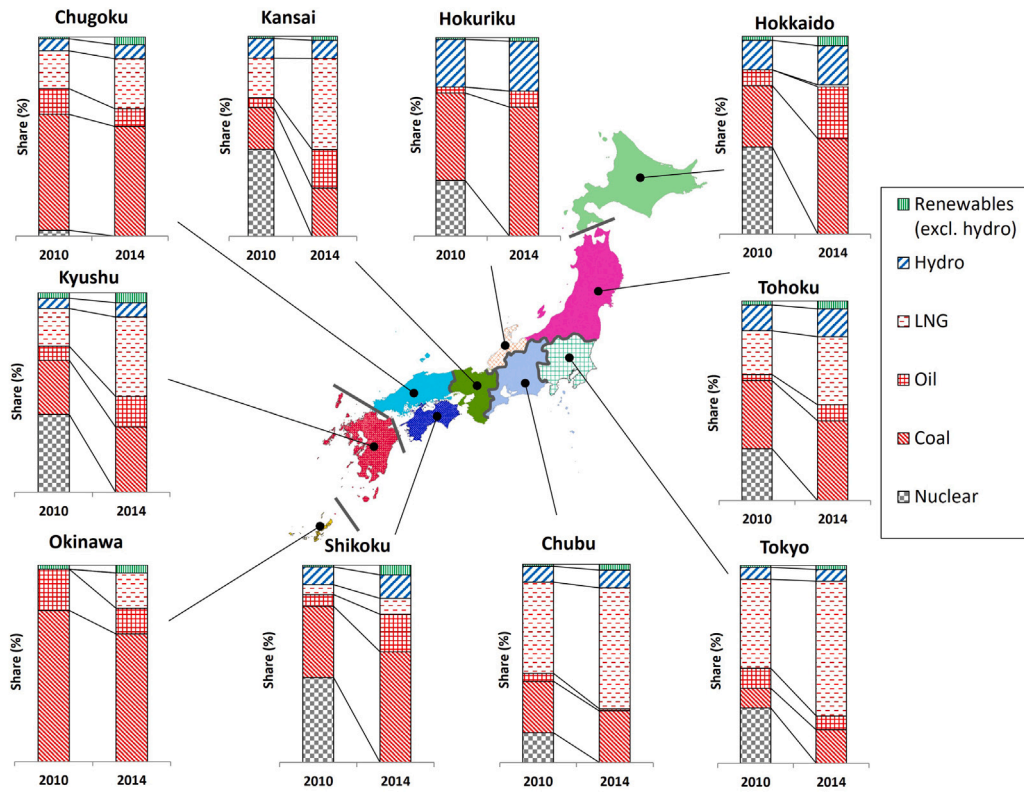 Chugoku
Share (%)
2010 2014
Kansai
Share (%)
2010 2014
Hokuriku
Share (%)
2010 2014
Hokkaido
Share (%)
2010 2014
Renewables
(excl. hydro)
Hydro
LNG
Oil
Coal
Nuclear
Kyushu
Share (%)
2010 2014
Tohoku
Share (%)
2010 2014
Okinawa
Share (%)
2010 2014
Shikoku
Share (%)
2010 2014
Chubu
Share (%)
2010 2014
Tokyo
Share (%)
2010 2014